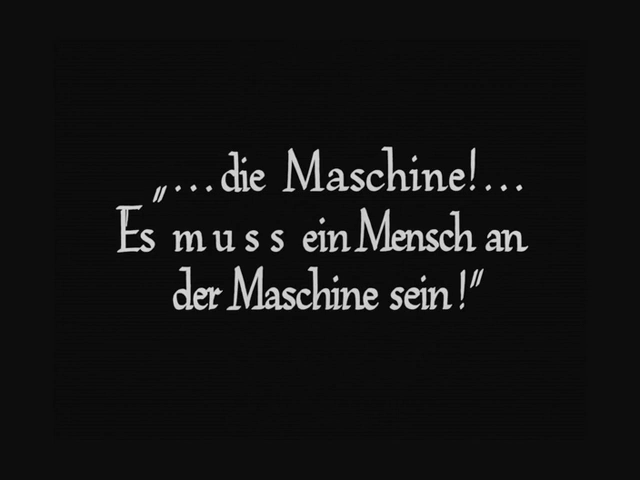 „...die Maschine!...
Es m u s s ein Mensch an
der Maschine sein!"